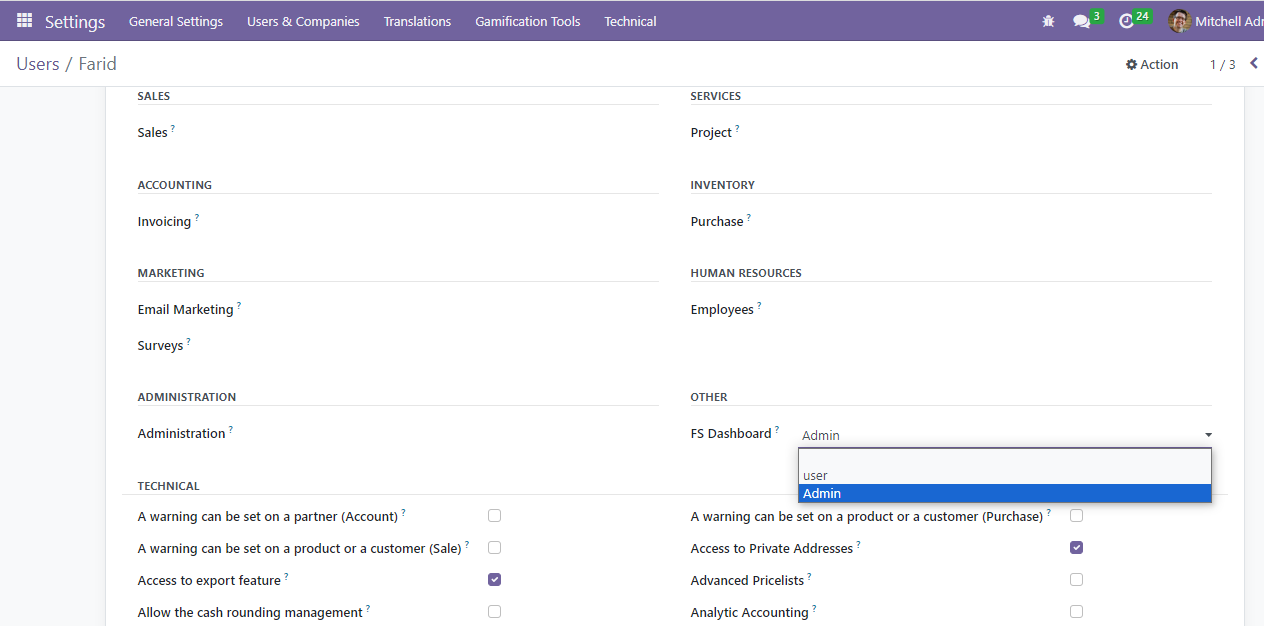 Settings General Settings Users & Companies Translations Gamification Tools Technical 3 24 Mitchell Adr
Users / Farid Action 1 / 3
SALES SERVICES
Sales ? Project ?
ACCOUNTING INVENTORY
Invoicing ? Purchase ?
MARKETING HUMAN RESOURCES
Email Marketing ? Employees ?
Surveys ?
ADMINISTRATION OTHER
Administration ? FS Dashboard ? Admin
user
TECHNICAL Admin
A warning can be set on a partner (Account) ? A warning can be set on a product or a customer (Purchase) ?
A warning can be set on a product or a customer (Sale) ? Access to Private Addresses ?
Access to export feature ? Advanced Pricelists ?
Allow the cash rounding management ? Analytic Accounting ?